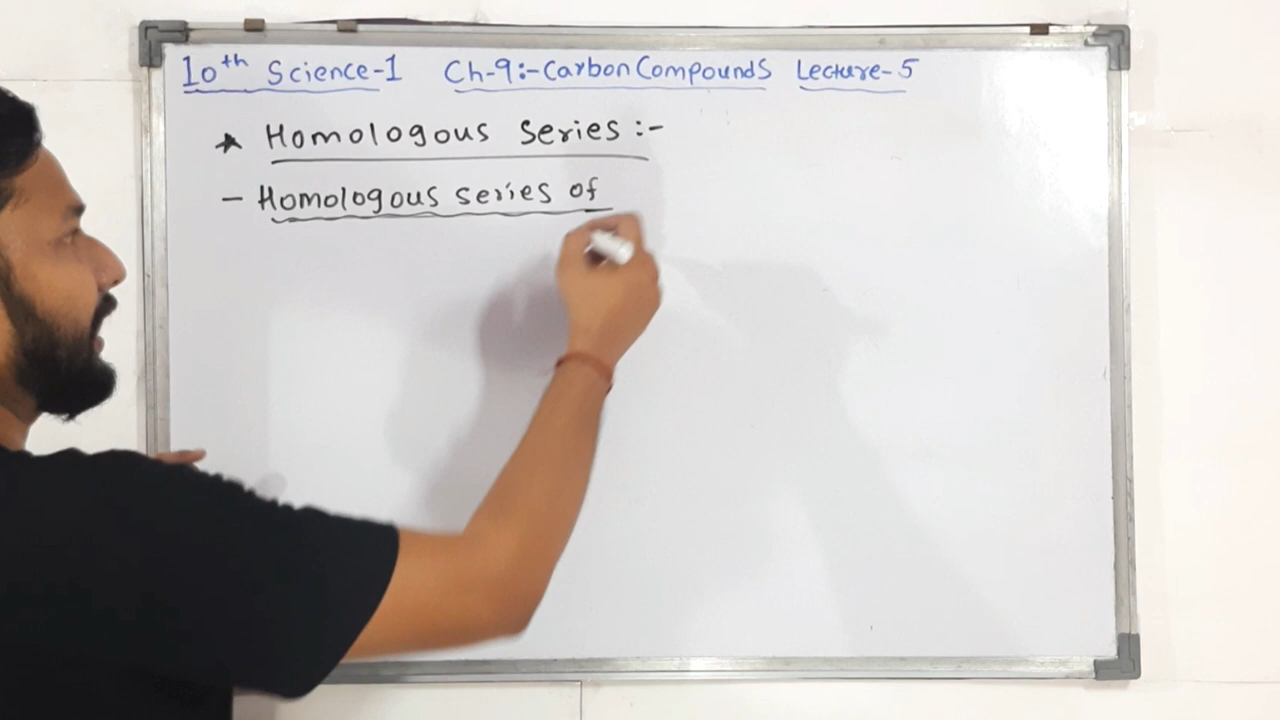 10th Science-1 Ch-9:- Carbon Compounds Lecture-5
★ Homologous Series:-
- Homologous series of